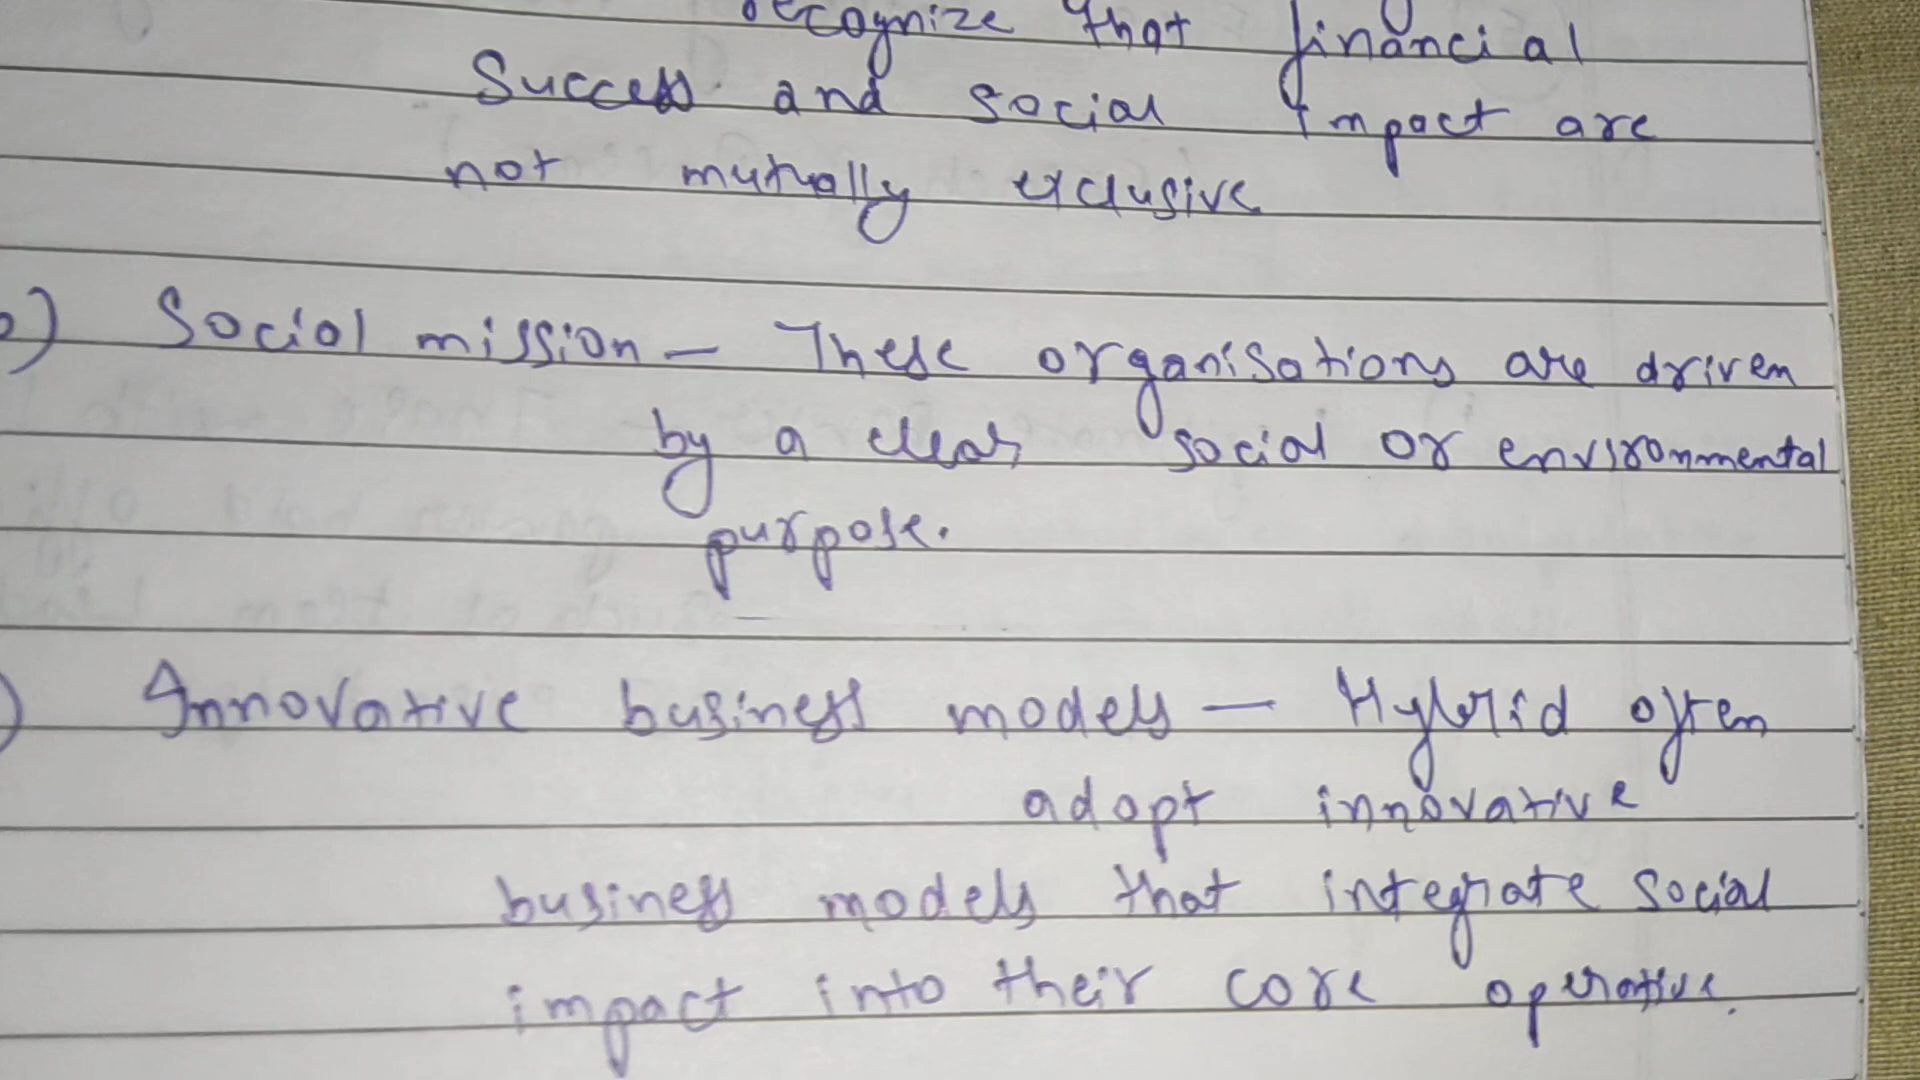 recognize that financial
Success and social Impact are
not mutually exclusive
Social mission - These organisations are driven
by a clear social or environmental
purpose.
Innovative business models - Hybrid often
adopt innovative
business models that integrate social
impact into their core operative.